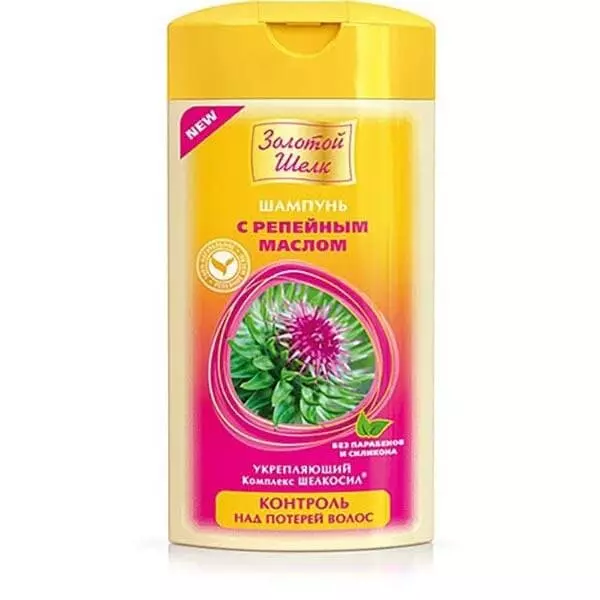 NEW
Золотой
Шелк
ШАМПУНЬ
С РЕПЕЙНЫМ
МАСЛОМ
БЕЗ ПАРАБЕНОВ
И СИЛИКОНА
УКРЕПЛЯЮЩИЙ
Комплекс ШЕЛКОСИЛ®
КОНТРОЛЬ
НАД ПОТЕРЕЙ ВОЛОС